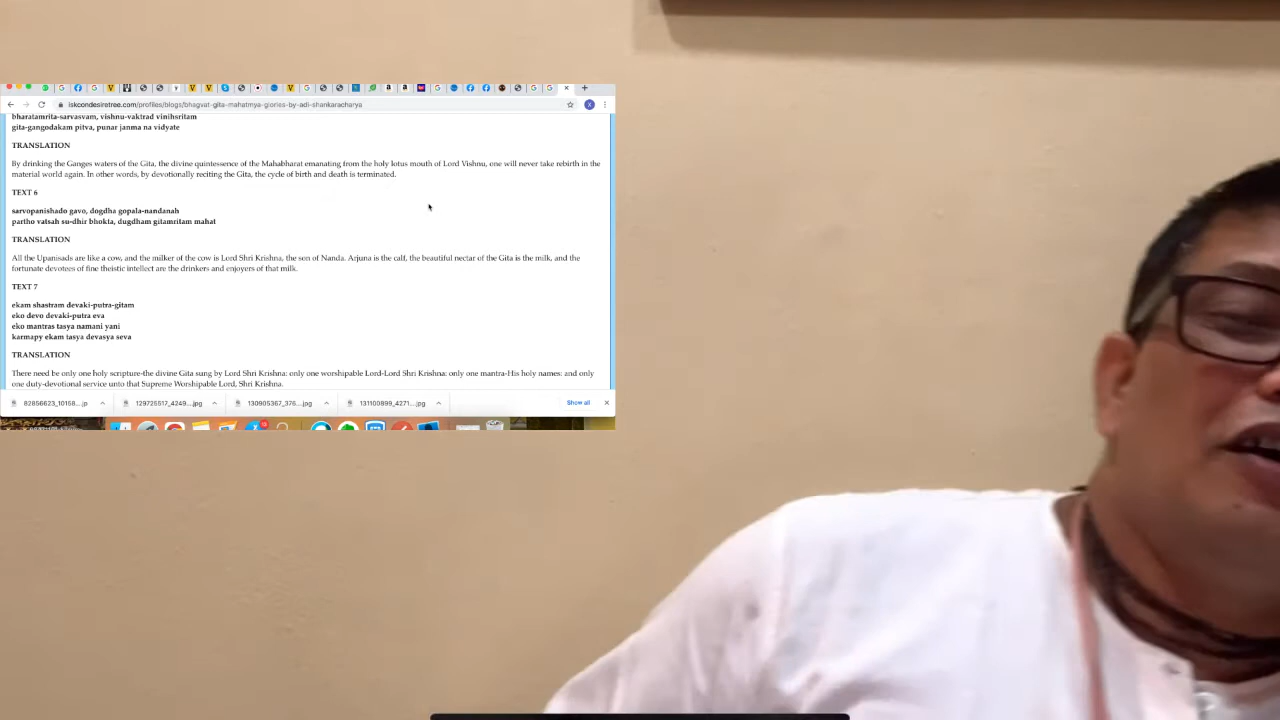 iskcondesiretree.com/profiles/blogs/bhagvat-gita-mahatmya-glories-by-adi-shankaracharya
bharatamrita-sarvasvam, vishnu-vaktrad vinihsritam
gita-gangodakam pitva, punar janma na vidyate
TRANSLATION
By drinking the Ganges waters of the Gita, the divine quintessence of the Mahabharat emanating from the holy lotus mouth of Lord Vishnu, one will never take rebirth in the
material world again. In other words, by devotionally reciting the Gita, the cycle of birth and death is terminated.
TEXT 6
sarvopanishado gavo, dogdha gopala-nandanah
partho vatsah su-dhir bhokta, dugdham gitamritam mahat
TRANSLATION
All the Upanisads are like a cow, and the milker of the cow is Lord Shri Krishna, the son of Nanda. Arjuna is the calf, the beautiful nectar of the Gita is the milk, and the
fortunate devotees of fine theistic intellect are the drinkers and enjoyers of that milk.
TEXT 7
ekam shastram devaki-putra-gitam
eko devo devaki-putra eva
eko mantras tasya namani yani
karmapy ekam tasya devasya seva
TRANSLATION
There need be only one holy scripture-the divine Gita sung by Lord Shri Krishna: only one worshipable Lord-Lord Shri Krishna: only one mantra-His holy names: and only
one duty-devotional service unto that Supreme Worshipable Lord, Shri Krishna.
82856623_10158....jp 129725517_4249....jpg 130905367_376....jpg 131100899_4271....jpg Show all